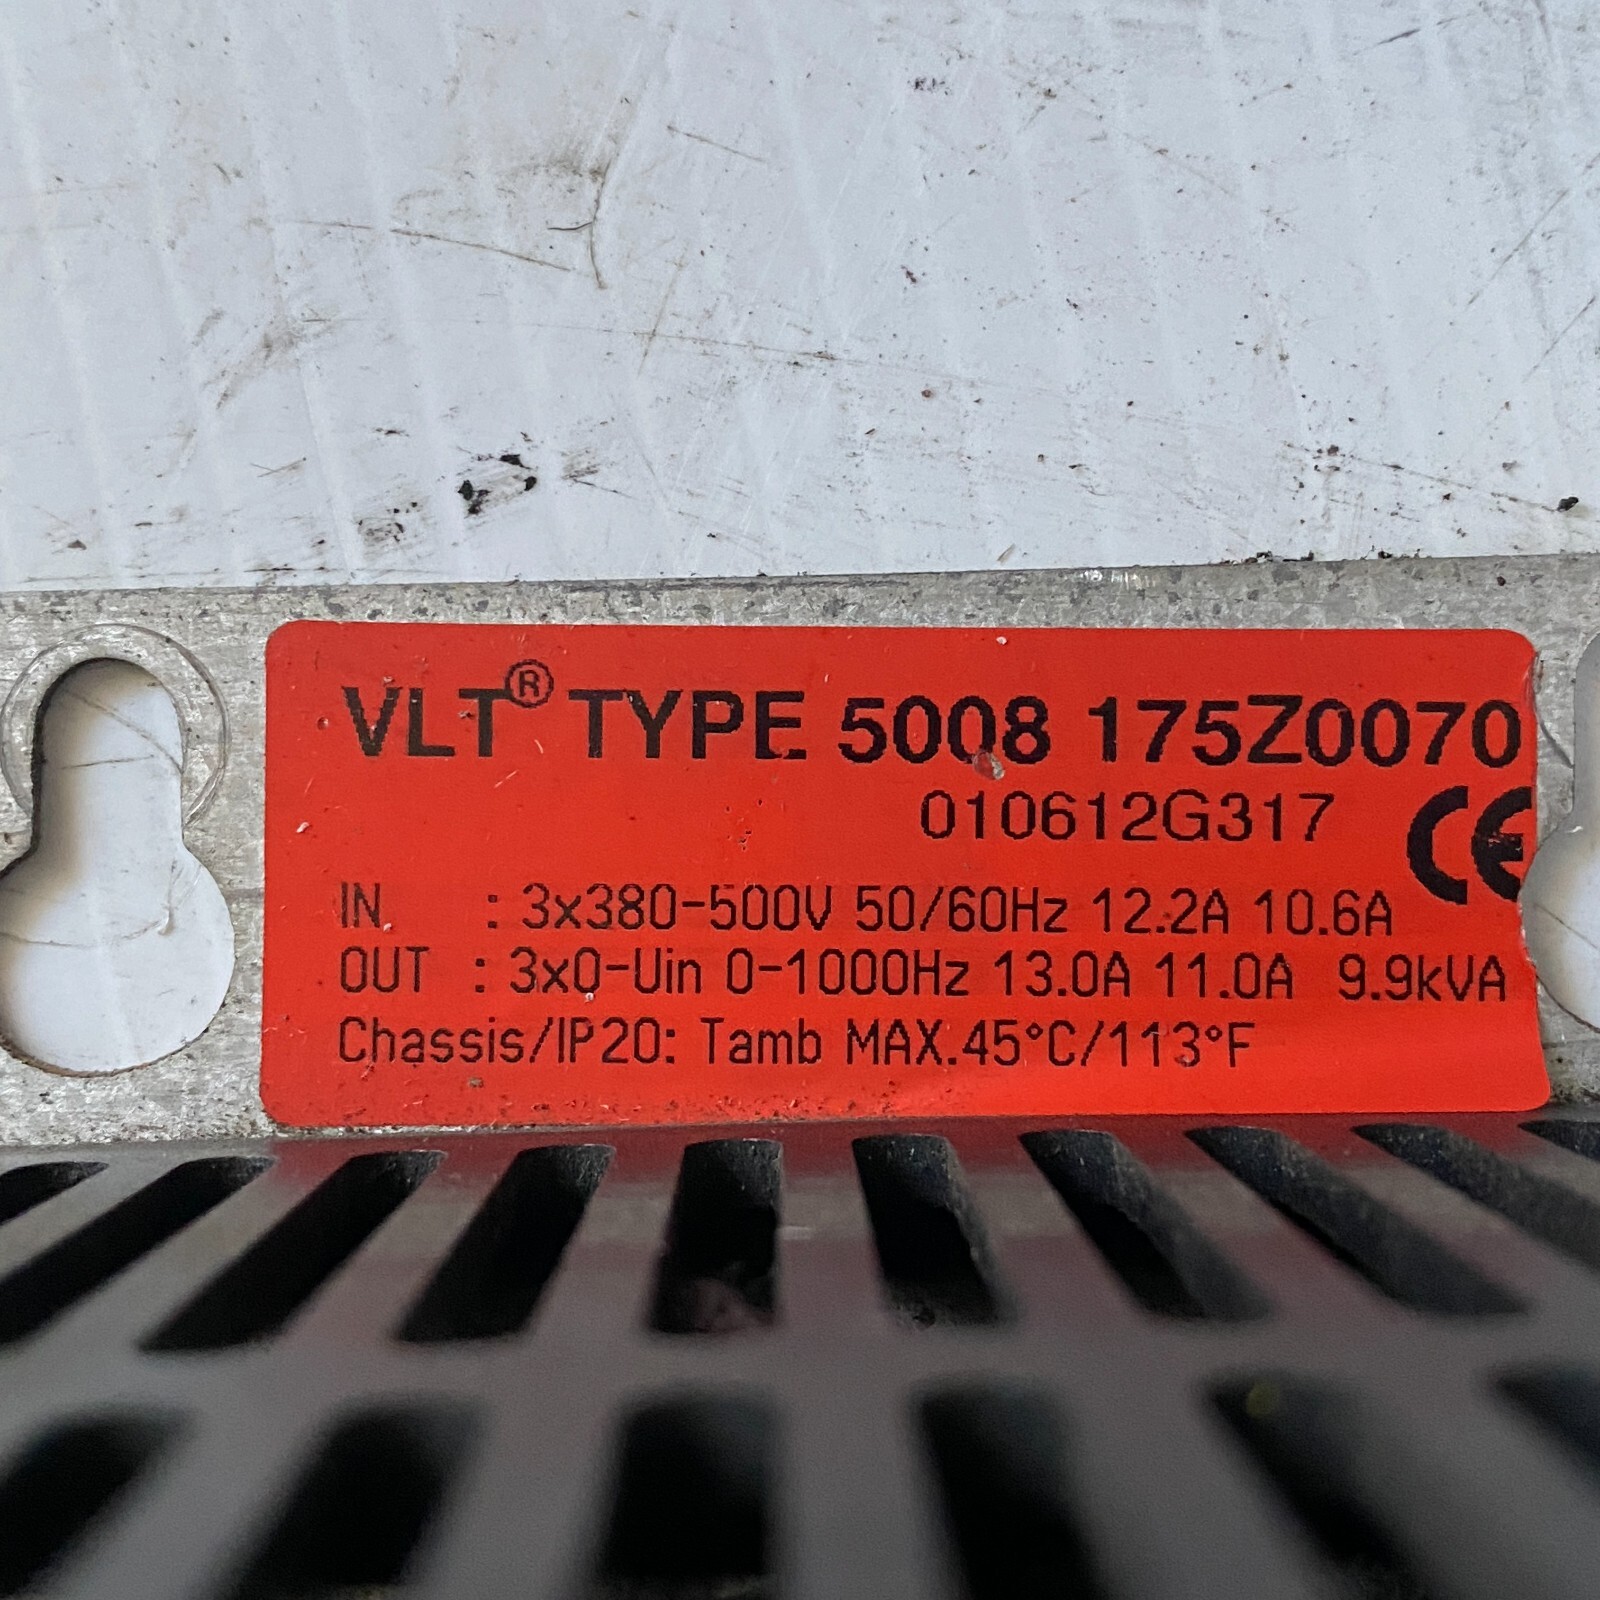 VLT® TYPE 5008 175Z0070
010612G317
CE
IN : 3x380-500V 50/60Hz 12.2A 10.6A
OUT : 3x0-Uin 0-1000Hz 13.0A 11.0A 9.9kVA
Chassis/IP20: Tamb MAX.45°C/113°F